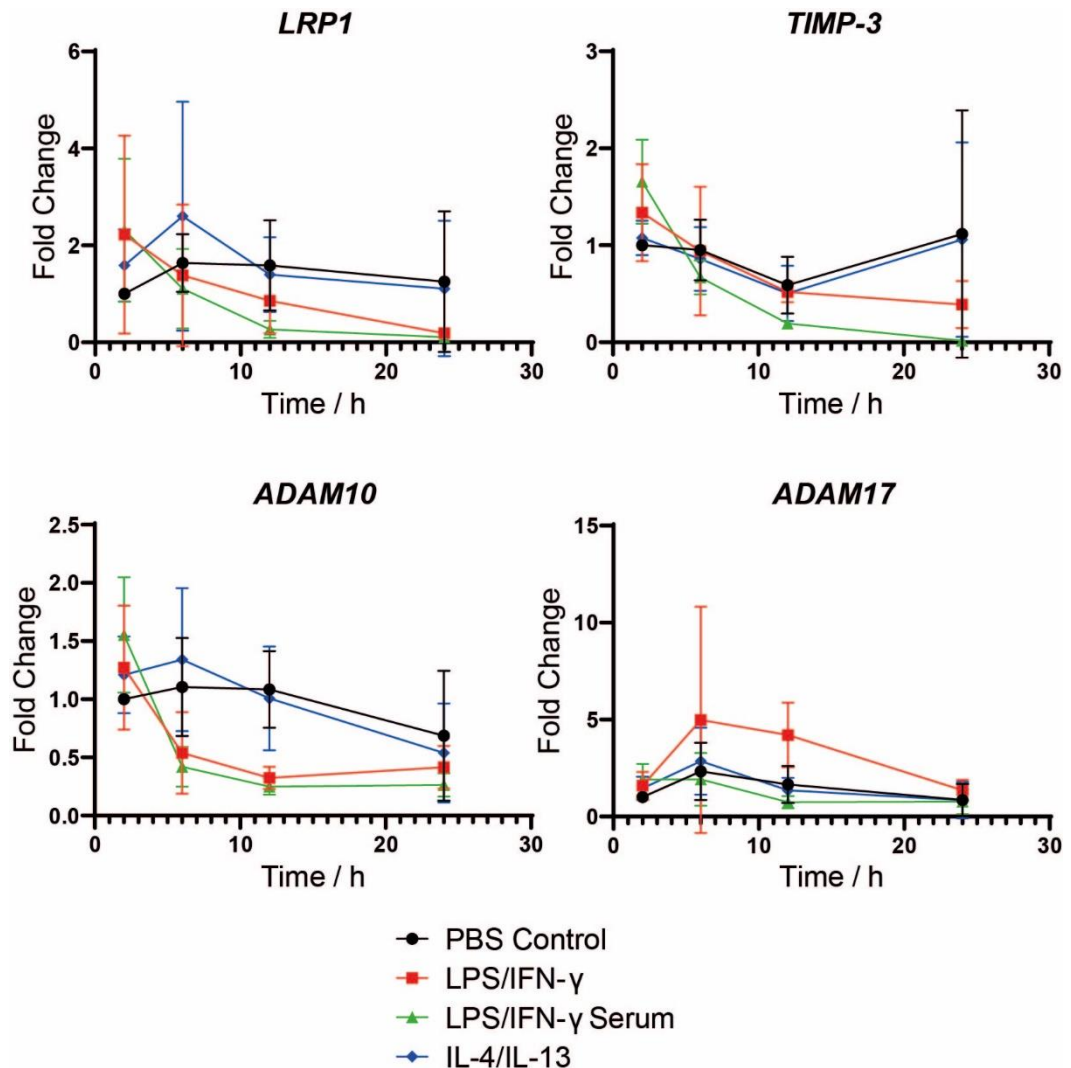 LRP1
Fold Change
6
4
2
0
0 10 20 30
Time / h
TIMP-3
Fold Change
3
2
1
0
0 10 20 30
Time / h
ADAM10
Fold Change
2.5
2.0
1.5
1.0
0.5
0.0
0 10 20 30
Time / h
ADAM17
Fold Change
15
10
5
0
0 10 20 30
Time / h
PBS Control
LPS/IFN-γ
LPS/IFN-γ Serum
IL-4/IL-13